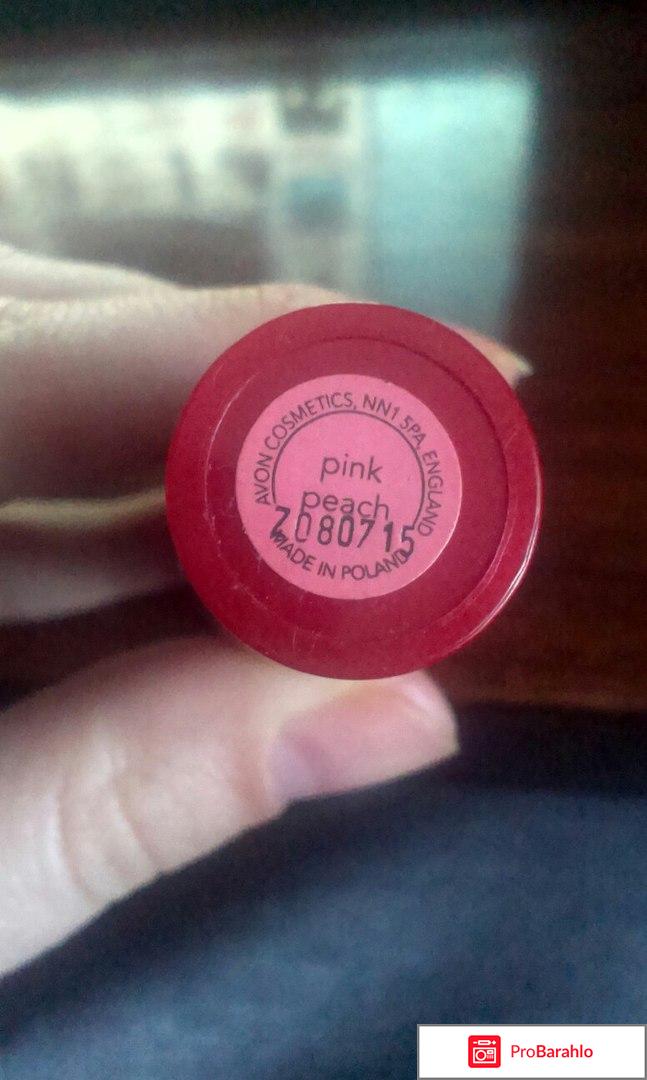 AVON COSMETICS, NN1 5PA, ENGLAND
pink
peach
Z080715
MADE IN POLAND
ProBarahlo